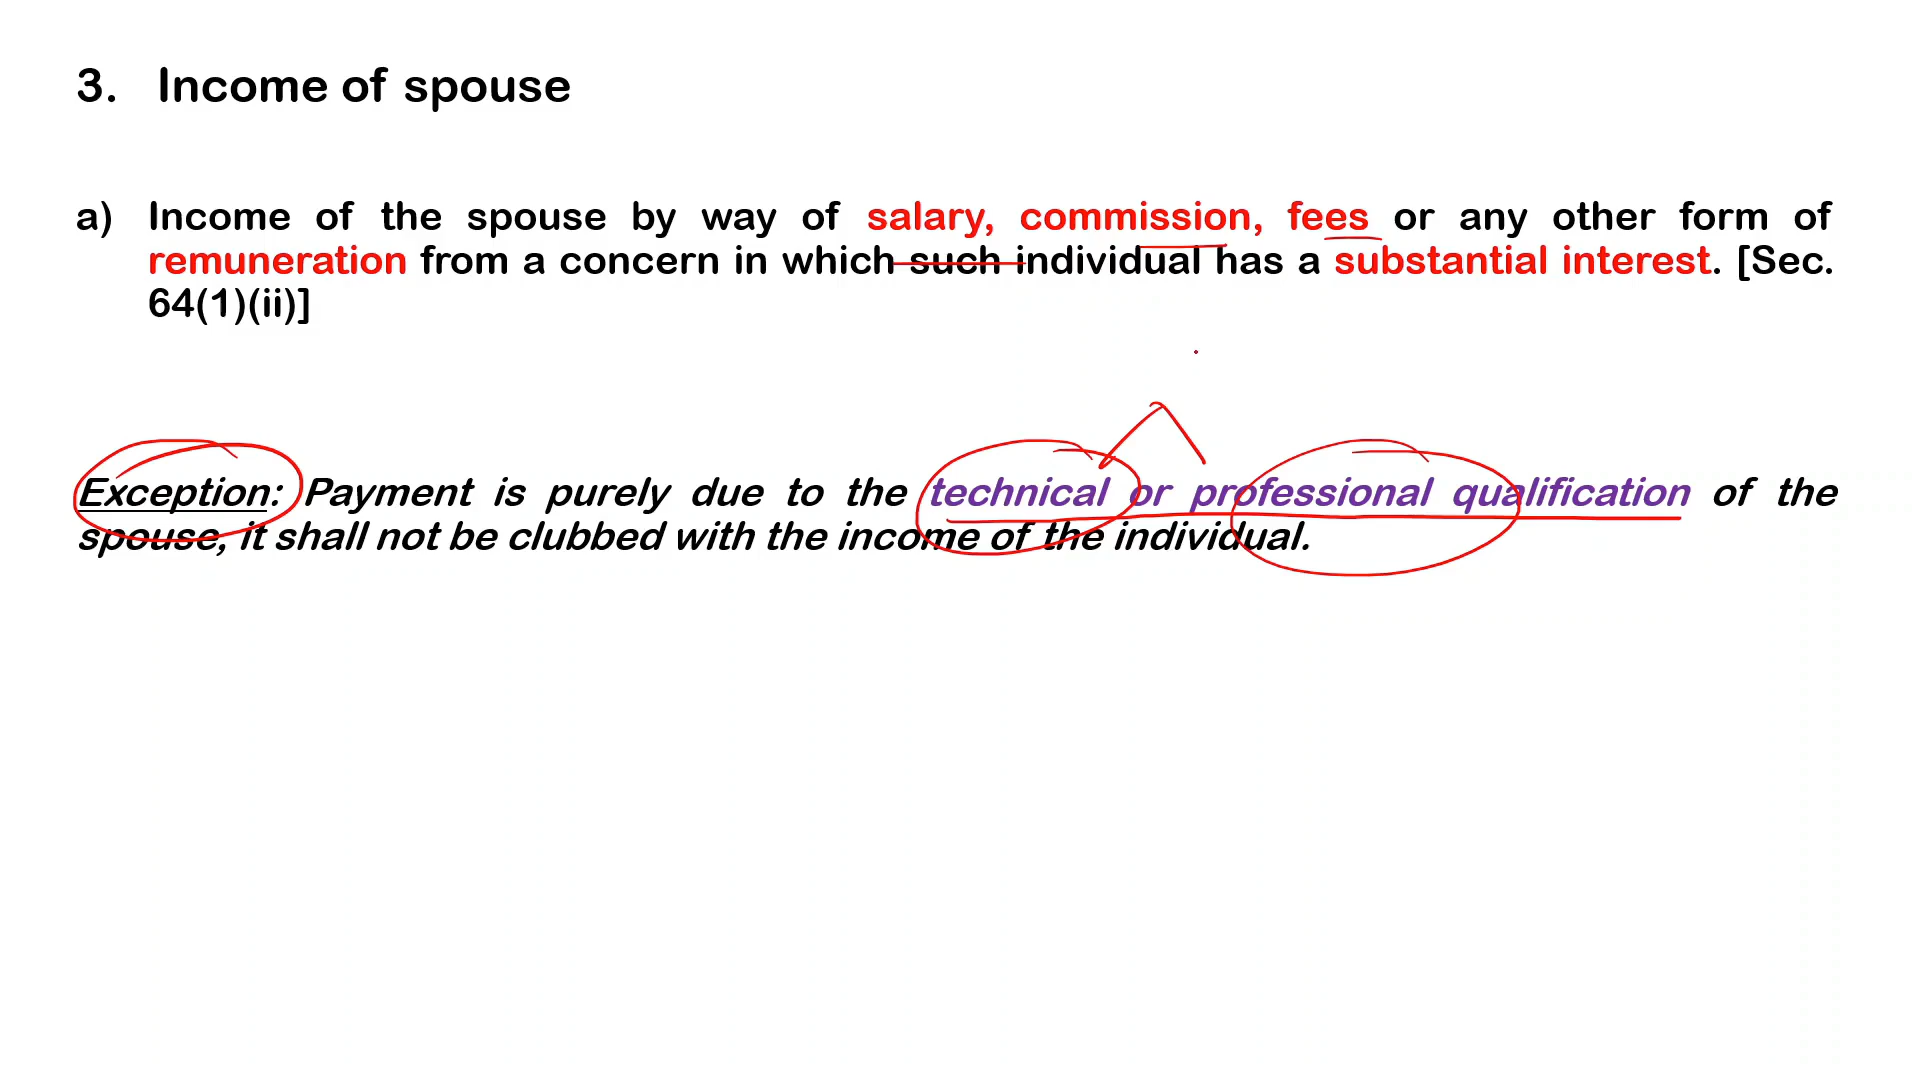 3. Income of spouse
a) Income of the spouse by way of salary, commission, fees or any other form of
remuneration from a concern in which such individual has a substantial interest. [Sec.
64(1)(ii)]
Exception: Payment is purely due to the technical or professional qualification of the
spouse, it shall not be clubbed with the income of the individual.